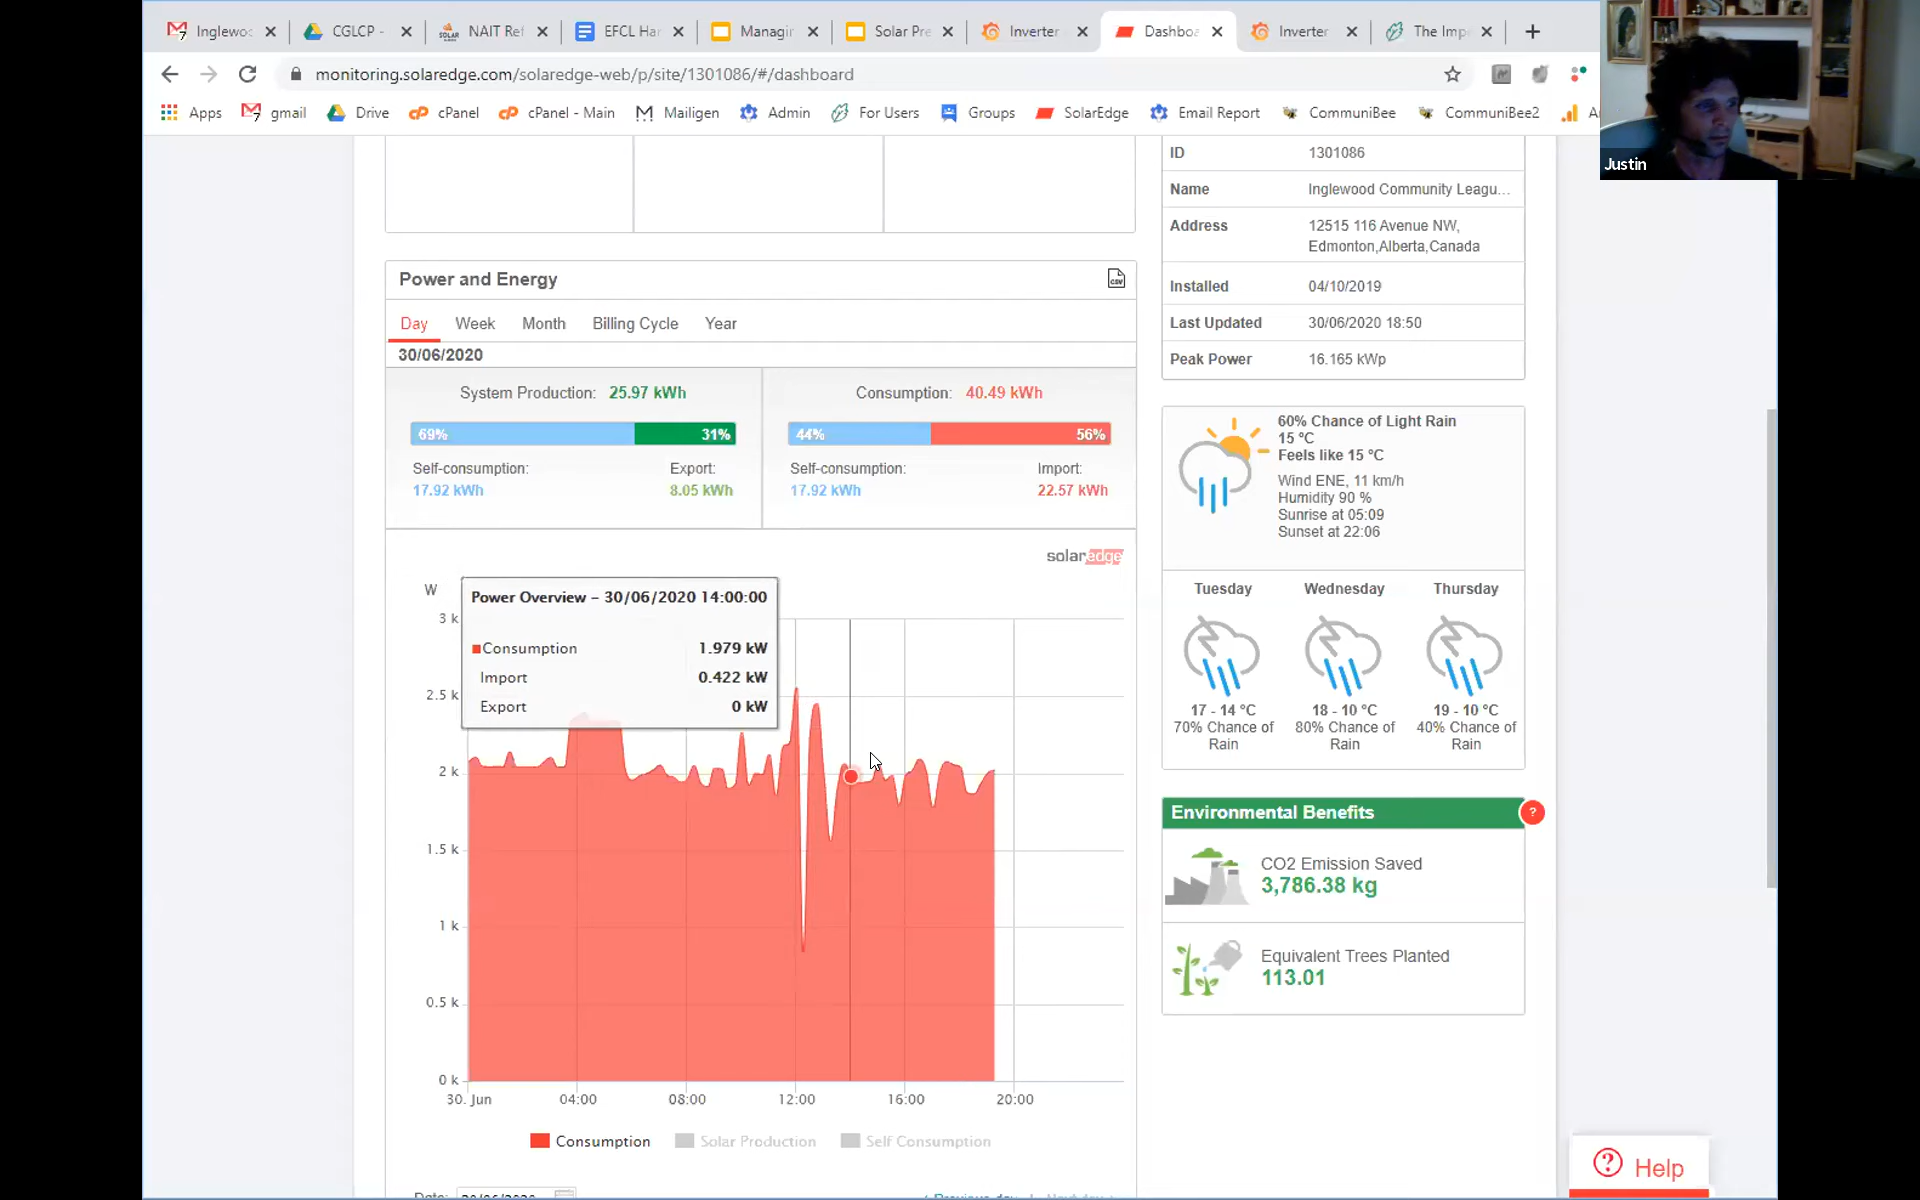 Inglewo
CGLCP -
NAIT Ref
EFCL Har
Managin
Solar Pre
Inverter
Dashboa
Inverter
The Imp
monitoring.solaredge.com/solaredge-web/p/site/1301086/#/dashboard
Apps
gmail
Drive
cPanel
cPanel - Main
Mailigen
Admin
For Users
Groups
SolarEdge
Email Report
CommuniBee
CommuniBee2
Justin
ID 1301086
Name Inglewood Community Leagu...
Address 12515 116 Avenue NW,
Edmonton,Alberta,Canada
Installed 04/10/2019
Last Updated 30/06/2020 18:50
Peak Power 16.165 kWp
Power and Energy
CSV
Day Week Month Billing Cycle Year
30/06/2020
System Production: 25.97 kWh
69% 31%
Self-consumption: Export:
17.92 kWh 8.05 kWh
Consumption: 40.49 kWh
44% 56%
Self-consumption: Import:
17.92 kWh 22.57 kWh
solaredge
W
Power Overview – 30/06/2020 14:00:00
Consumption 1.979 kW
Import 0.422 kW
Export 0 kW
3 k
2.5 k
2 k
1.5 k
1 k
0.5 k
0 k
30. Jun 04:00 08:00 12:00 16:00 20:00
Consumption Solar Production Self Consumption
60% Chance of Light Rain
15 °C
Feels like 15 °C
Wind ENE, 11 km/h
Humidity 90 %
Sunrise at 05:09
Sunset at 22:06
Tuesday Wednesday Thursday
17 - 14 °C 18 - 10 °C 19 - 10 °C
70% Chance of Rain
80% Chance of Rain
40% Chance of Rain
Environmental Benefits
?
CO2 Emission Saved
3,786.38 kg
Equivalent Trees Planted
113.01
? Help